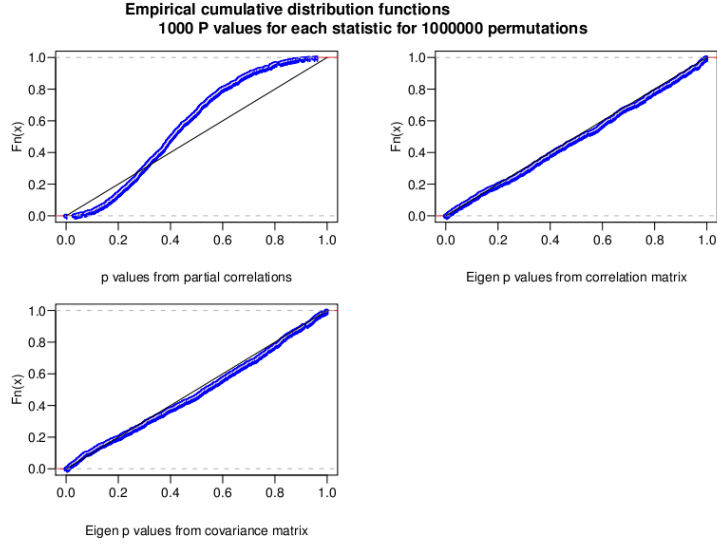 Empirical cumulative distribution functions
1000 P values for each statistic for 1000000 permutations
Fn(x)
1.0
0.8
0.6
0.4
0.2
0.0
0.0 0.2 0.4 0.6 0.8 1.0
p values from partial correlations
Fn(x)
1.0
0.8
0.6
0.4
0.2
0.0
0.0 0.2 0.4 0.6 0.8 1.0
Eigen p values from correlation matrix
Fn(x)
1.0
0.8
0.6
0.4
0.2
0.0
0.0 0.2 0.4 0.6 0.8 1.0
Eigen p values from covariance matrix